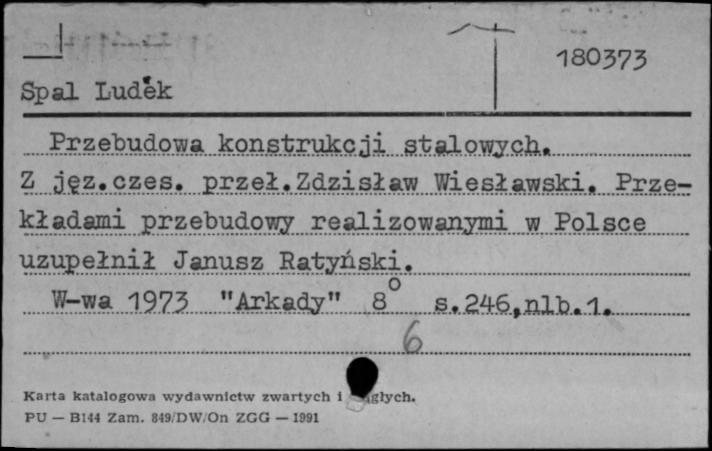 180373
Spal Luděk
Przebudowa konstrukcji stalowych.
Z jęz.czes. przeł.Zdzisław Wiesławski. Prze-
kładami przebudowy realizowanymi w Polsce
uzupełnił Janusz Ratyński.
W-wa 1973 "Arkady" 8° s.246,nlb.1.
6
Karta katalogowa wydawnictw zwartych i
PU — B144 Zam. 849/DW/On ZGG — 1991